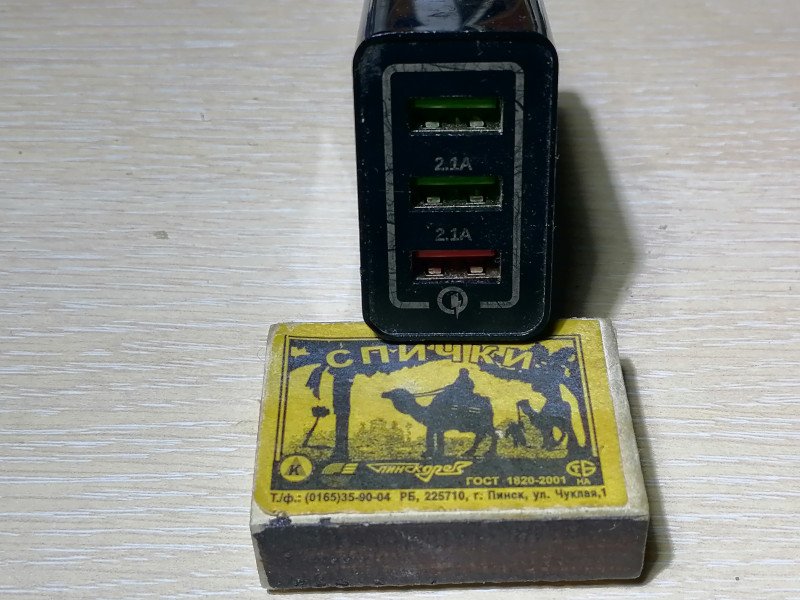 2.1A
2.1A
СПИЧКИ
К
ПИНСКДРЕВ
ГОСТ 1820-2001
НА
Т./ф.: (0165)35-90-04 РБ, 225710, г. Пинск, ул. Чуклая,1